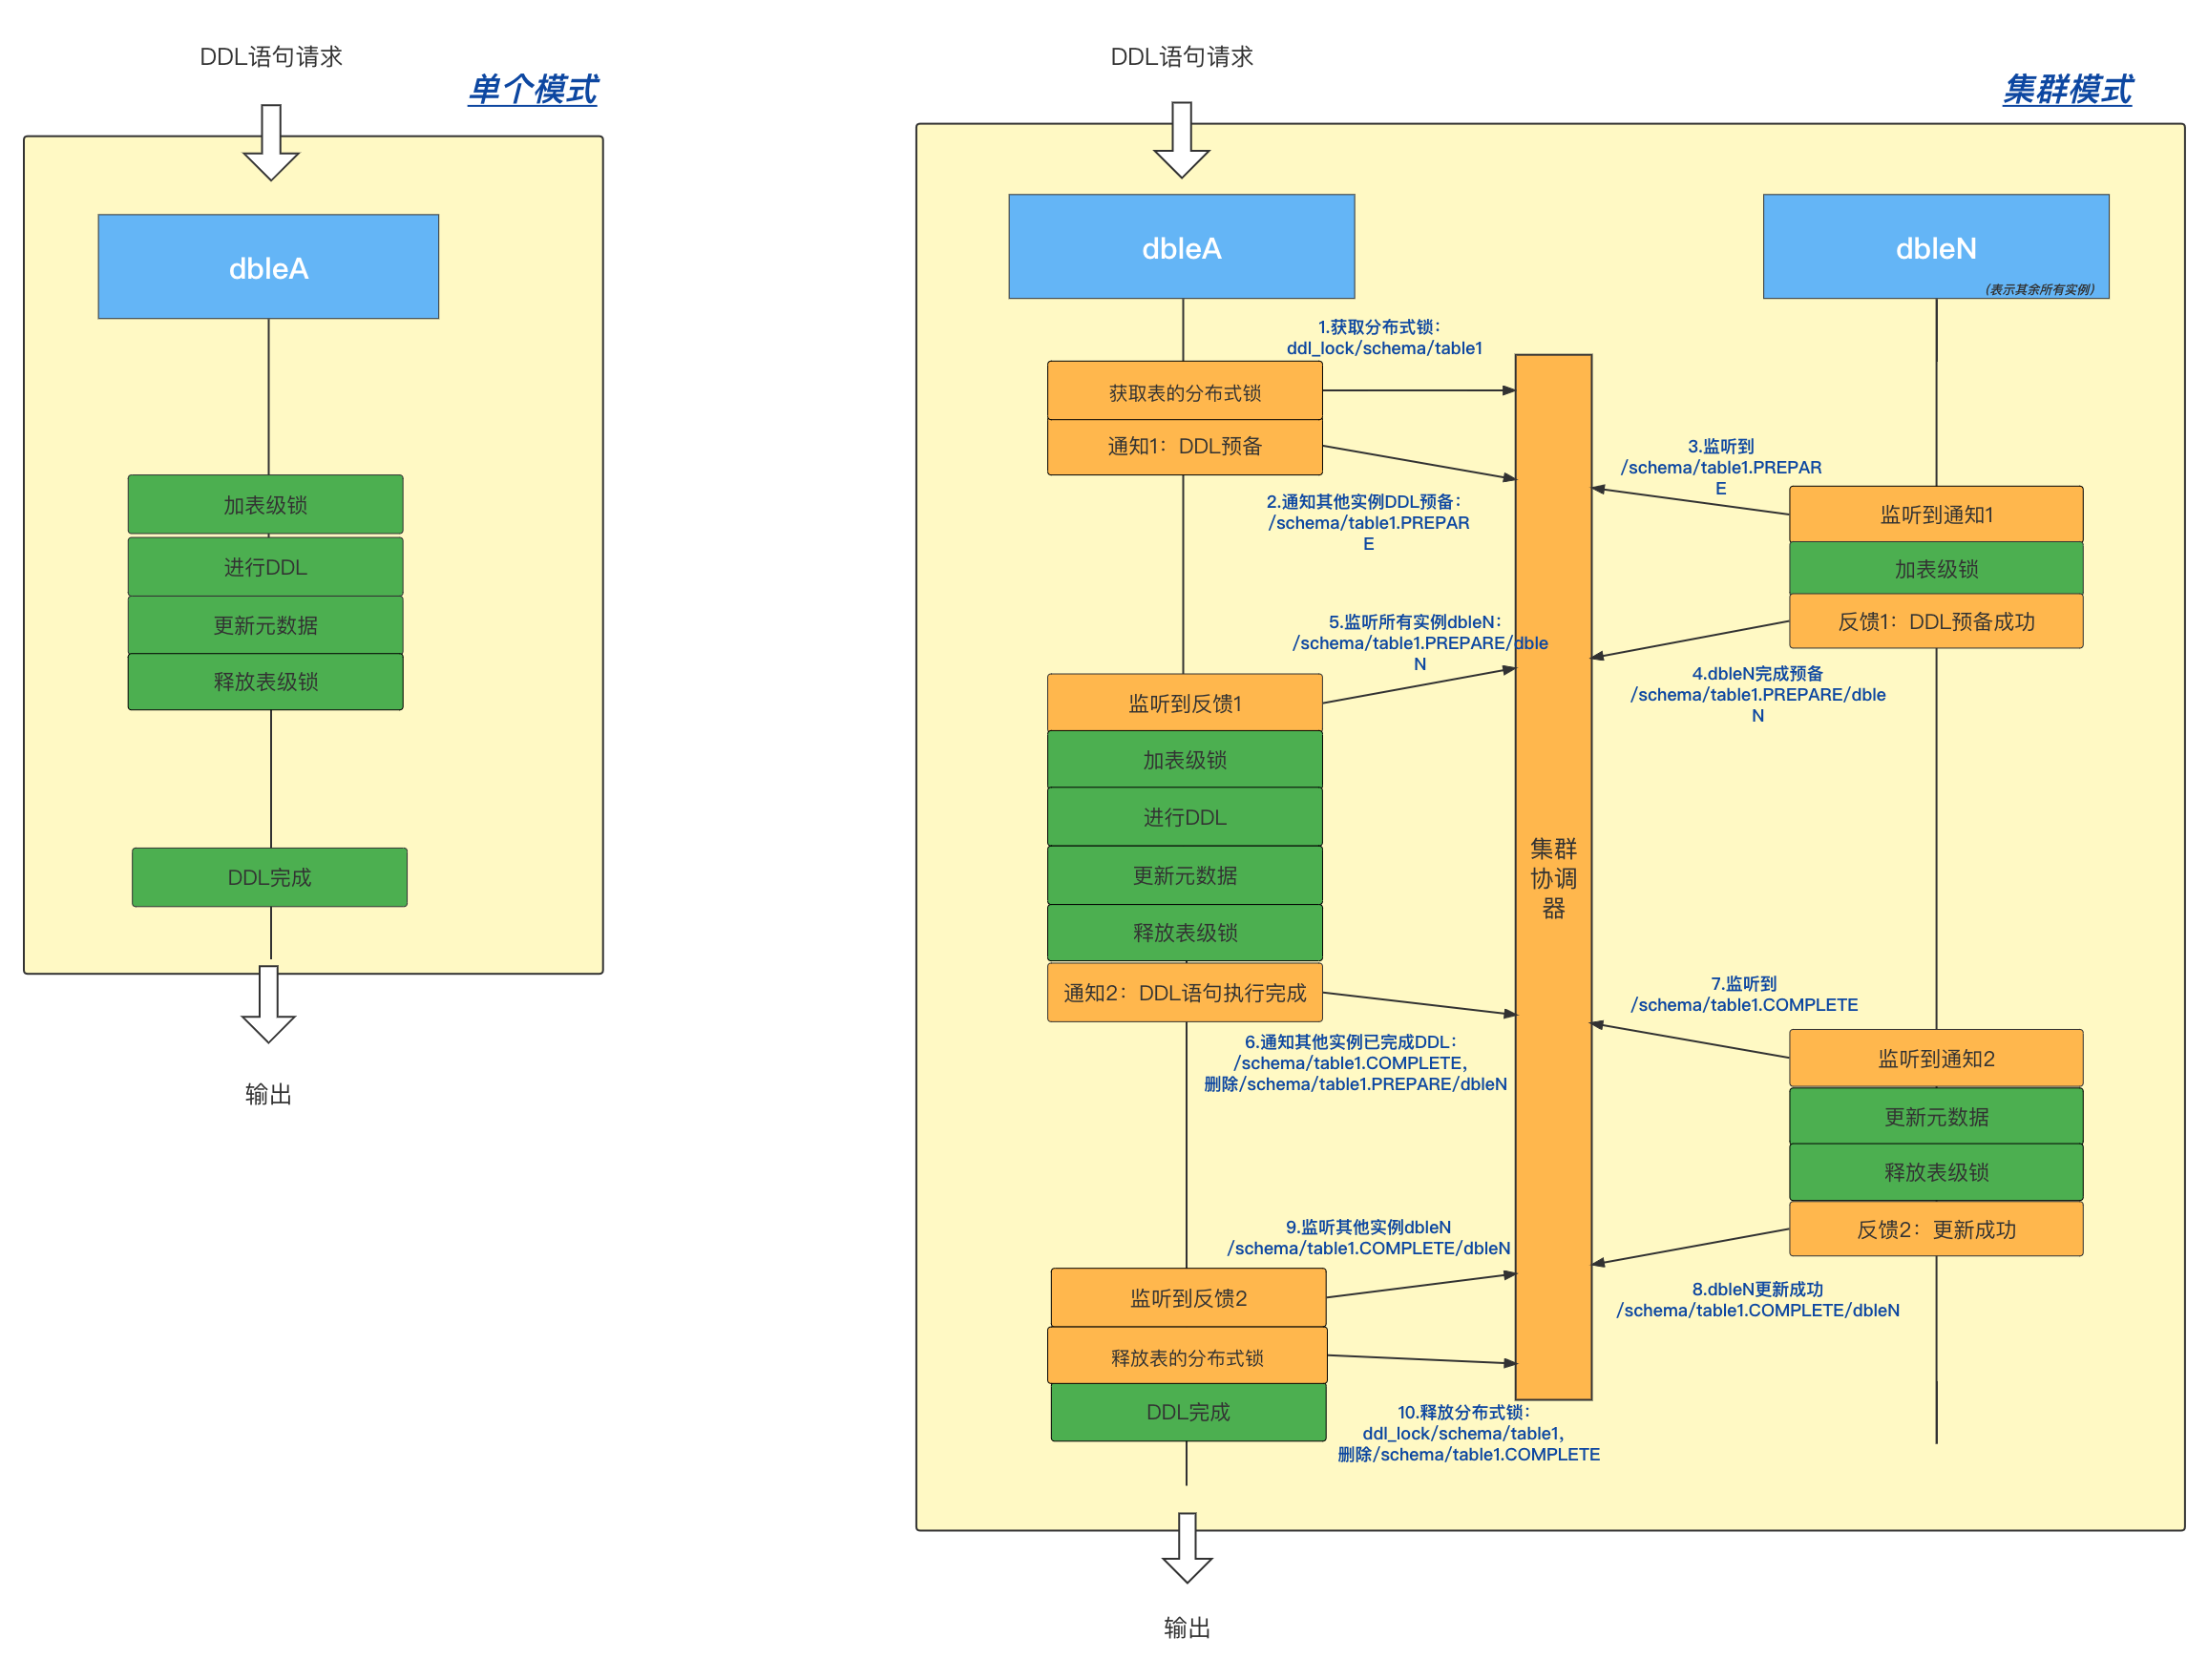 DDL语句请求
单个模式
dbleA
加表级锁
进行DDL
更新元数据
释放表级锁
DDL完成
输出
DDL语句请求
集群模式
dbleA
dbleN
(表示其余所有实例)
1.获取分布式锁：
ddl_lock/schema/table1
获取表的分布式锁
通知1：DDL预备
2.通知其他实例DDL预备：
/schema/table1.PREPAR
E
3.监听到
/schema/table1.PREPAR
E
监听到通知1
加表级锁
反馈1：DDL预备成功
4.dbleN完成预备
/schema/table1.PREPARE/dble
N
5.监听所有实例dbleN：
/schema/table1.PREPARE/dble
N
监听到反馈1
加表级锁
进行DDL
更新元数据
释放表级锁
通知2：DDL语句执行完成
集群
协调
器
6.通知其他实例已完成DDL：
/schema/table1.COMPLETE，
删除/schema/table1.PREPARE/dbleN
7.监听到
/schema/table1.COMPLETE
监听到通知2
更新元数据
释放表级锁
反馈2：更新成功
8.dbleN更新成功
/schema/table1.COMPLETE/dbleN
9.监听其他实例dbleN
/schema/table1.COMPLETE/dbleN
监听到反馈2
释放表的分布式锁
DDL完成
10.释放分布式锁：
ddl_lock/schema/table1，
删除/schema/table1.COMPLETE
输出